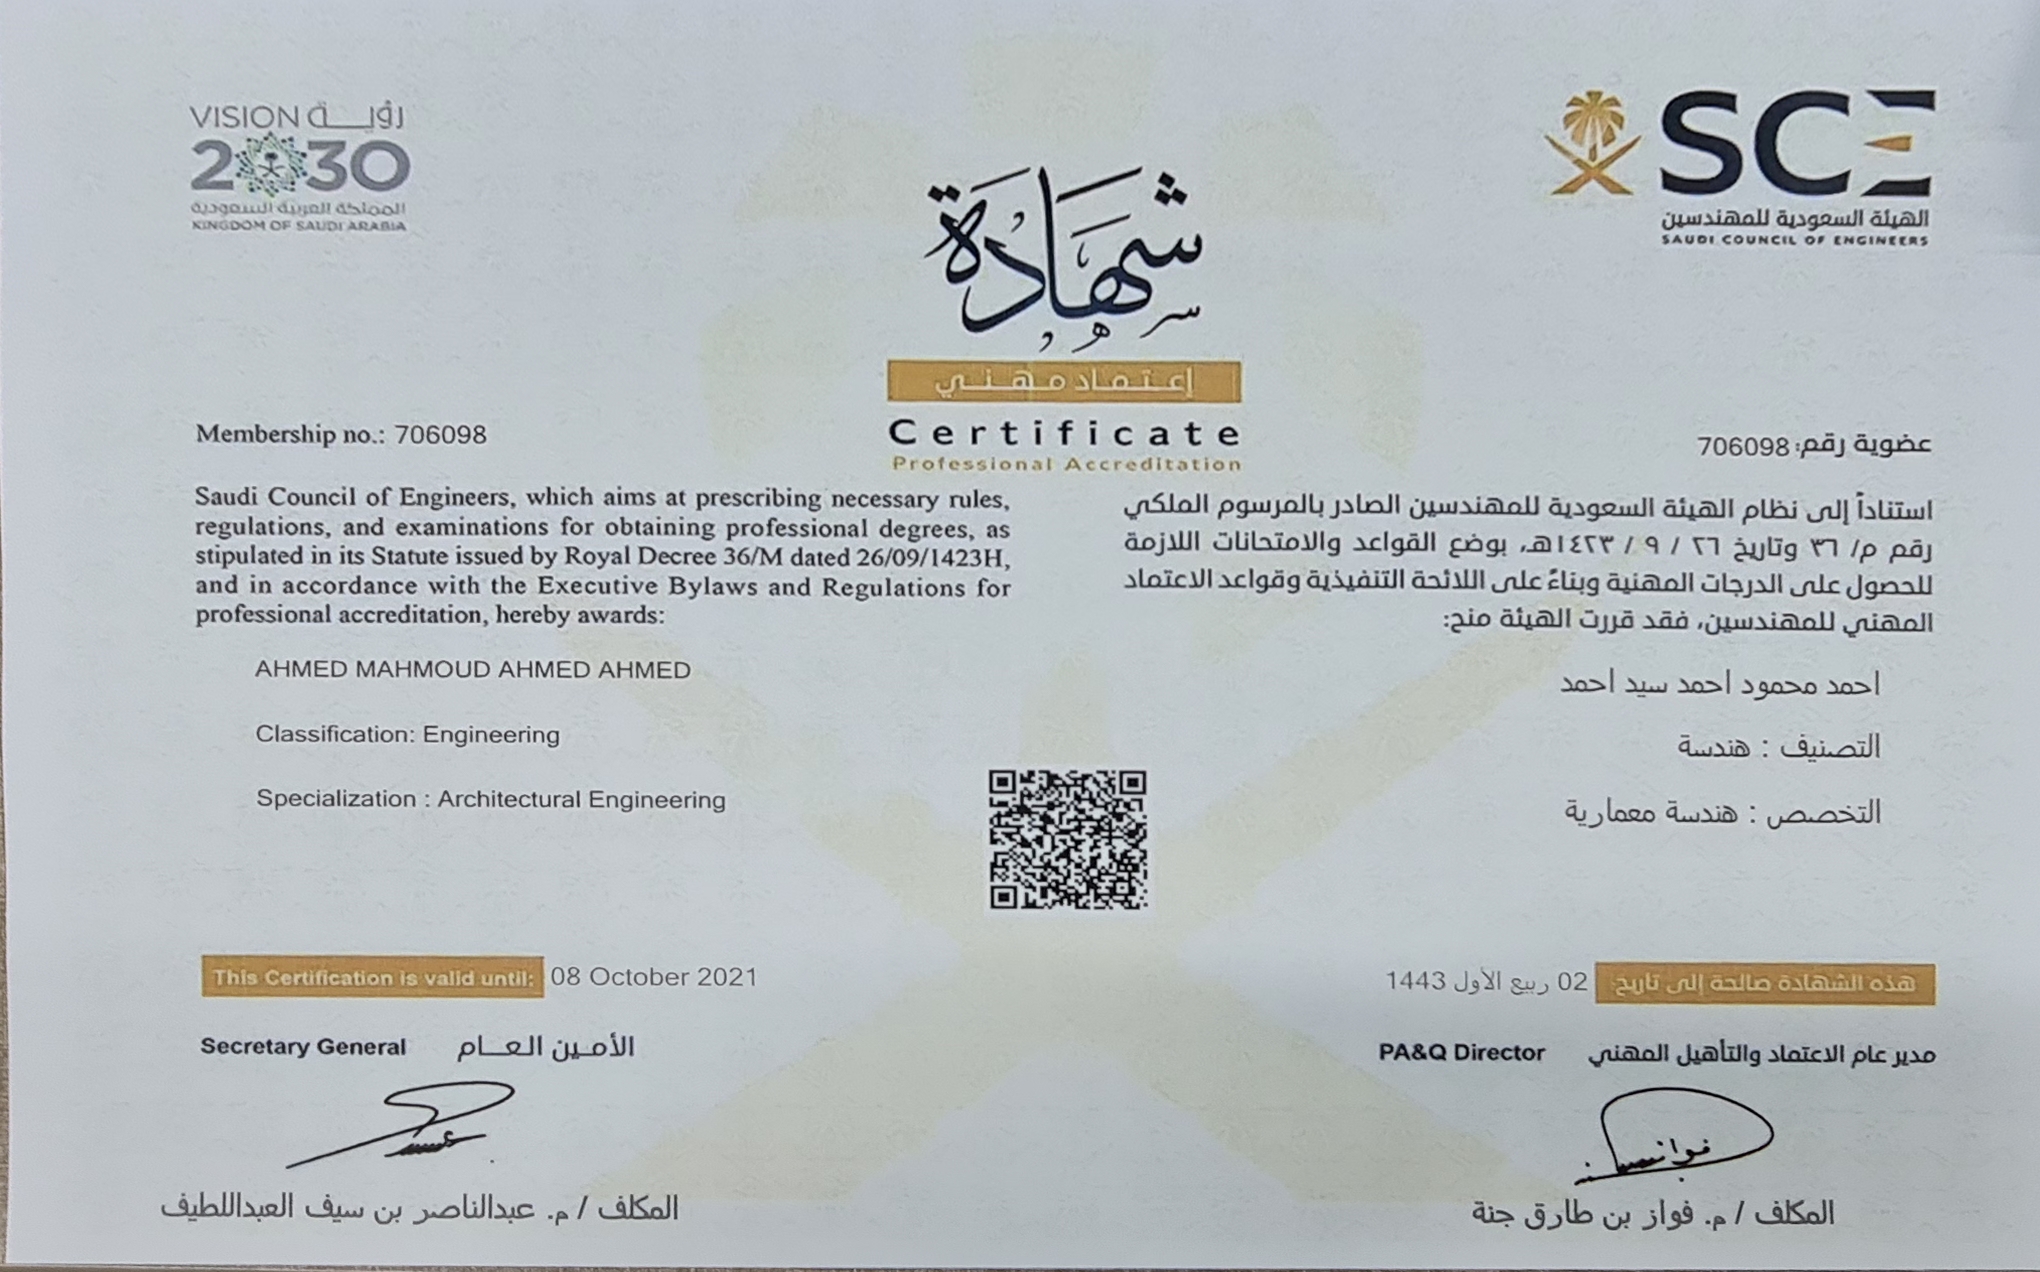 VISION رؤية
2030
المملكة العربية السعودية
KINGDOM OF SAUDI ARABIA
SCE
الهيئة السعودية للمهندسين
SAUDI COUNCIL OF ENGINEERS
شهادة
إعتماد مهني
Certificate
Professional Accreditation
Membership no.: 706098
Saudi Council of Engineers, which aims at prescribing necessary rules,
regulations, and examinations for obtaining professional degrees, as
stipulated in its Statute issued by Royal Decree 36/M dated 26/09/1423H,
and in accordance with the Executive Bylaws and Regulations for
professional accreditation, hereby awards:
AHMED MAHMOUD AHMED AHMED
Classification: Engineering
Specialization : Architectural Engineering
عضوية رقم: 706098
استناداً إلى نظام الهيئة السعودية للمهندسين الصادر بالمرسوم الملكي
رقم م/ ٣٦ وتاريخ ٢٦ / ٩ / ١٤٢٣هـ، بوضع القواعد والامتحانات اللازمة
للحصول على الدرجات المهنية وبناءً على اللائحة التنفيذية وقواعد الاعتماد
المهني للمهندسين، فقد قررت الهيئة منح:
احمد محمود احمد سيد احمد
التصنيف : هندسة
التخصص : هندسة معمارية
This Certification is valid until: 08 October 2021
هذه الشهادة صالحة إلى تاريخ: 02 ربيع الأول 1443
Secretary General الأمين العام
المكلف / م. عبدالناصر بن سيف العبداللطيف
PA&Q Director مدير عام الاعتماد والتأهيل المهني
المكلف / م. فواز بن طارق جنة